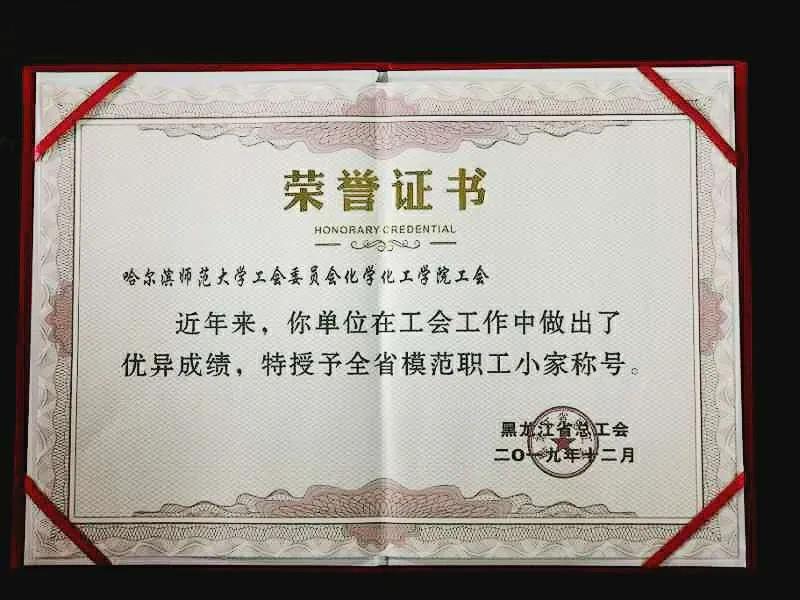 荣誉证书
HONORARY CREDENTIAL
哈尔滨师范大学工会委员会化学化工学院工会
近年来，你单位在工会工作中做出了
优异成绩，特授予全省模范职工小家称号。
黑龙江省总工会
二〇一九年十二月